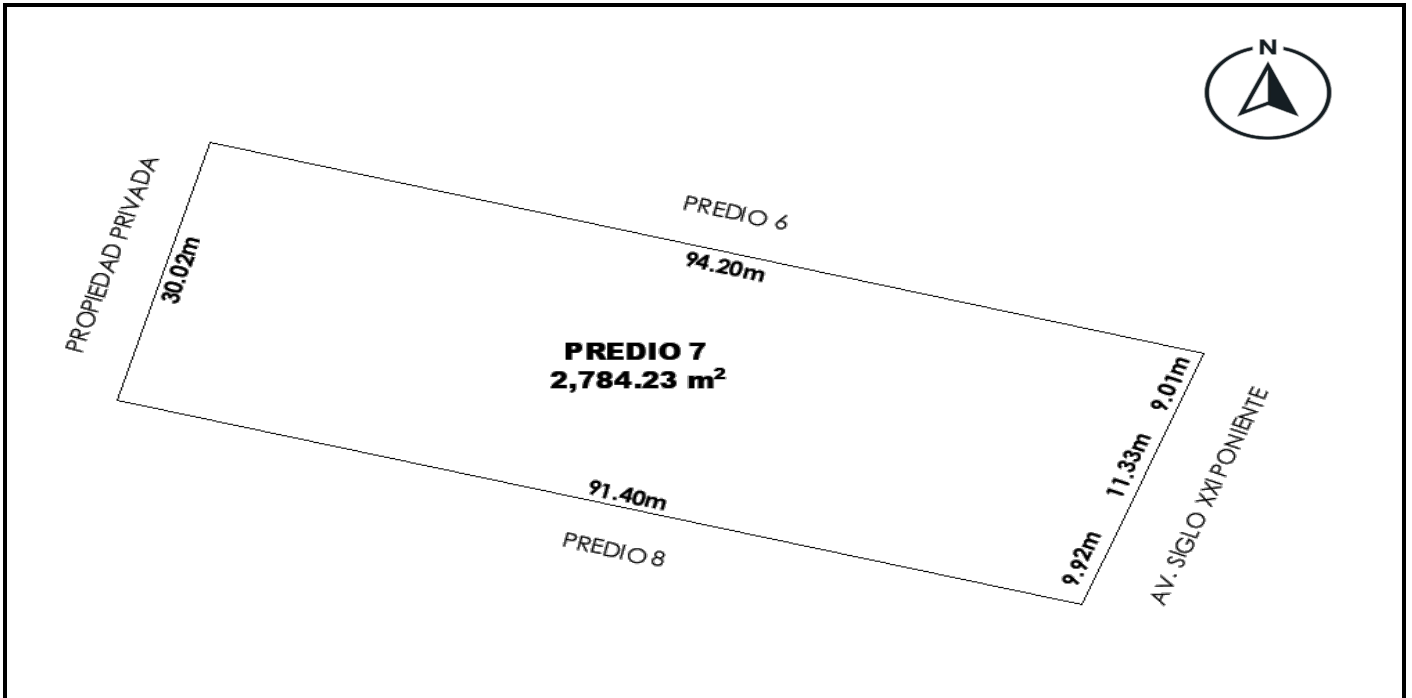 N
PROPIEDAD PRIVADA
30.02m
PREDIO 6
94.20m
PREDIO 7
2,784.23 m²
9.01m
11.33m
9.92m
AV. SIGLO XXI PONIENTE
91.40m
PREDIO 8